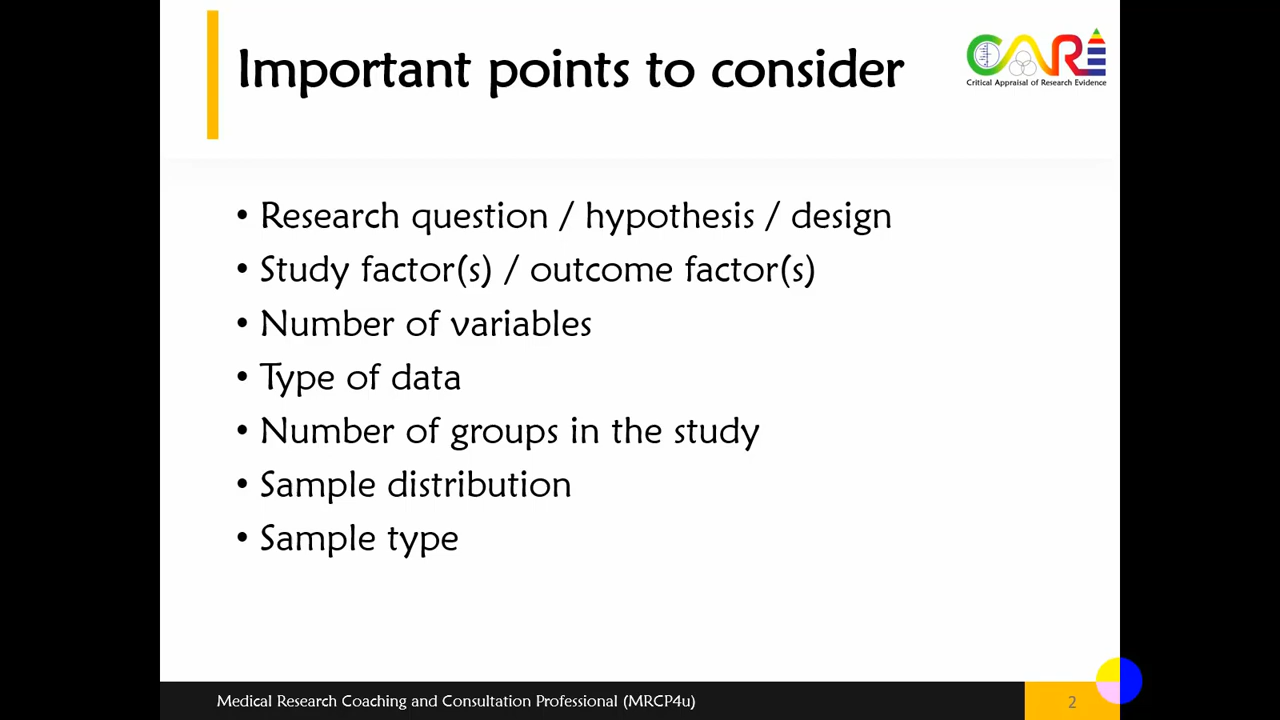 Important points to consider
CARE
Critical Appraisal of Research Evidence
• Research question / hypothesis / design
• Study factor(s) / outcome factor(s)
• Number of variables
• Type of data
• Number of groups in the study
• Sample distribution
• Sample type
Medical Research Coaching and Consultation Professional (MRCP4u)
2